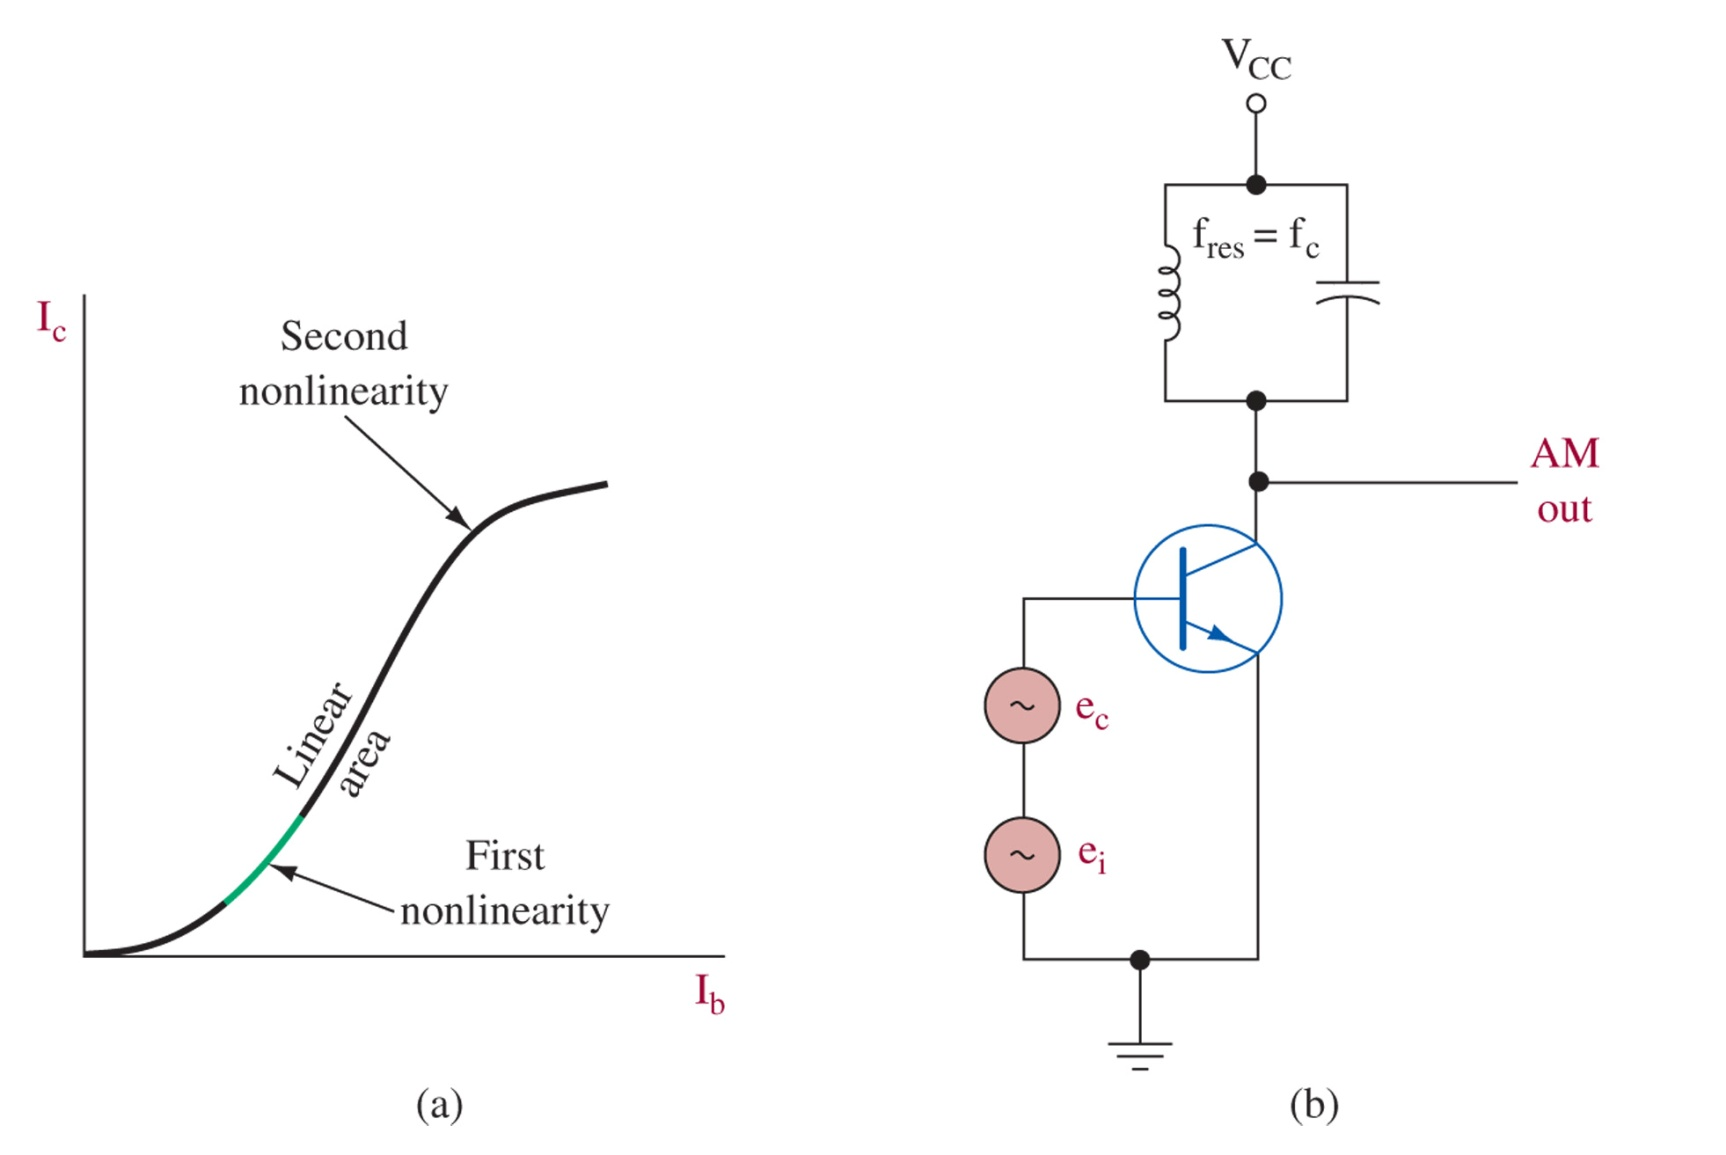 I_c
Second
nonlinearity
Linear
area
First
nonlinearity
I_b
(a)
V_CC
f_res = f_c
AM
out
~
e_c
~
e_i
(b)